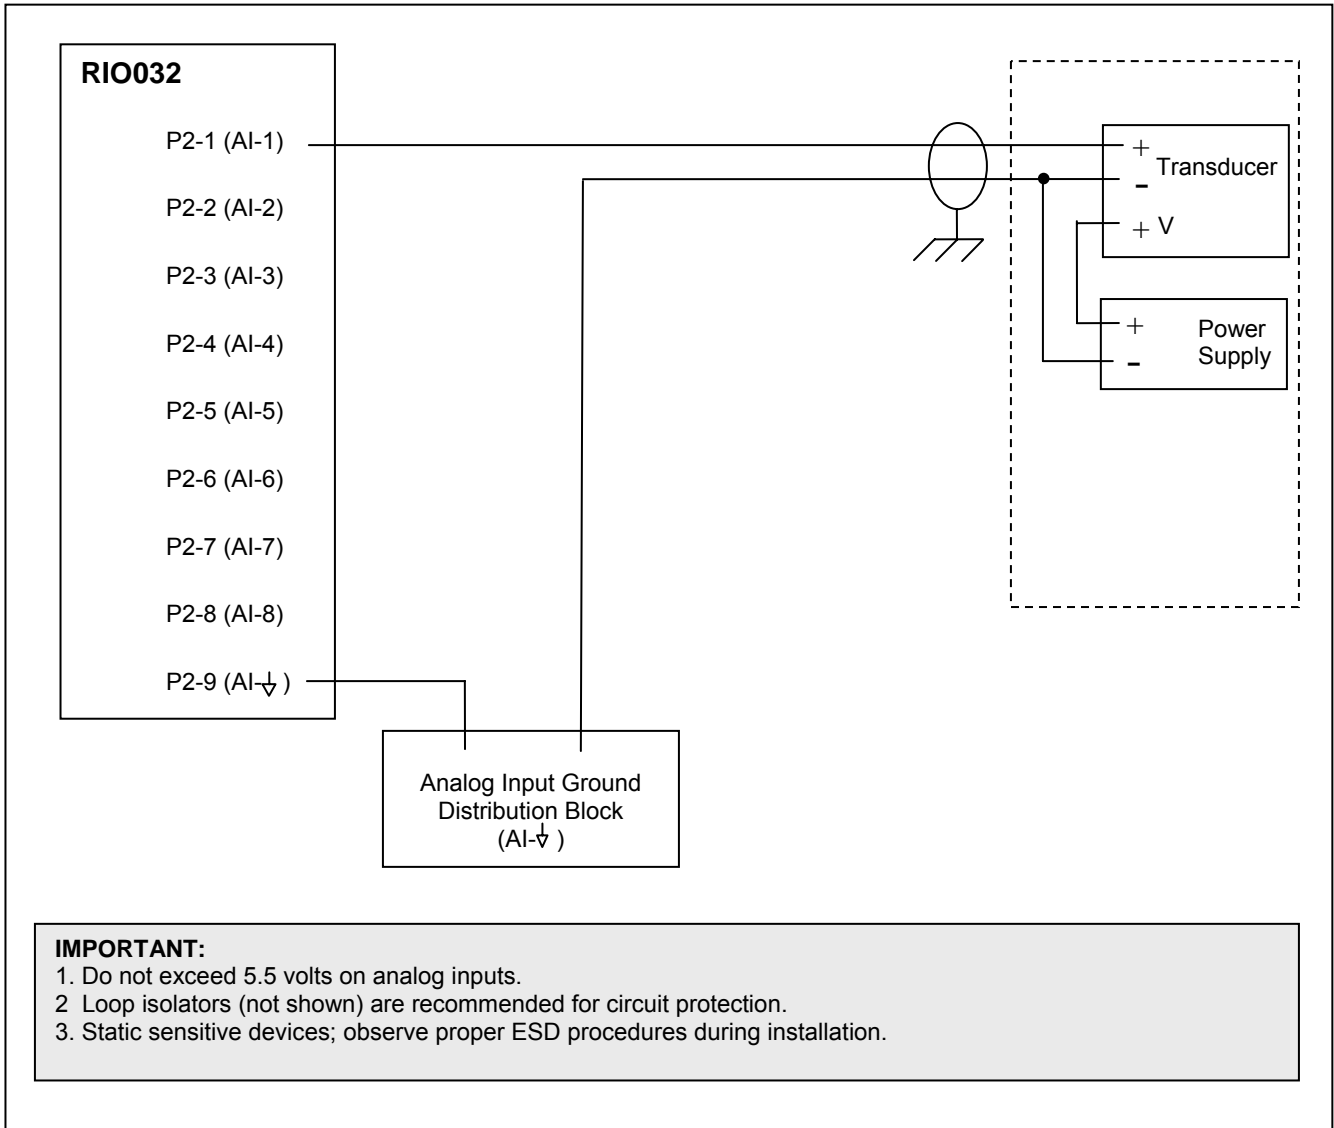 RIO032
P2-1 (AI-1)
P2-2 (AI-2)
P2-3 (AI-3)
P2-4 (AI-4)
P2-5 (AI-5)
P2-6 (AI-6)
P2-7 (AI-7)
P2-8 (AI-8)
P2-9 (AI-⏚ )
+
Transducer
-
+ V
+ Power
- Supply
Analog Input Ground
Distribution Block
(AI-⏚ )
IMPORTANT:
1. Do not exceed 5.5 volts on analog inputs.
2 Loop isolators (not shown) are recommended for circuit protection.
3. Static sensitive devices; observe proper ESD procedures during installation.